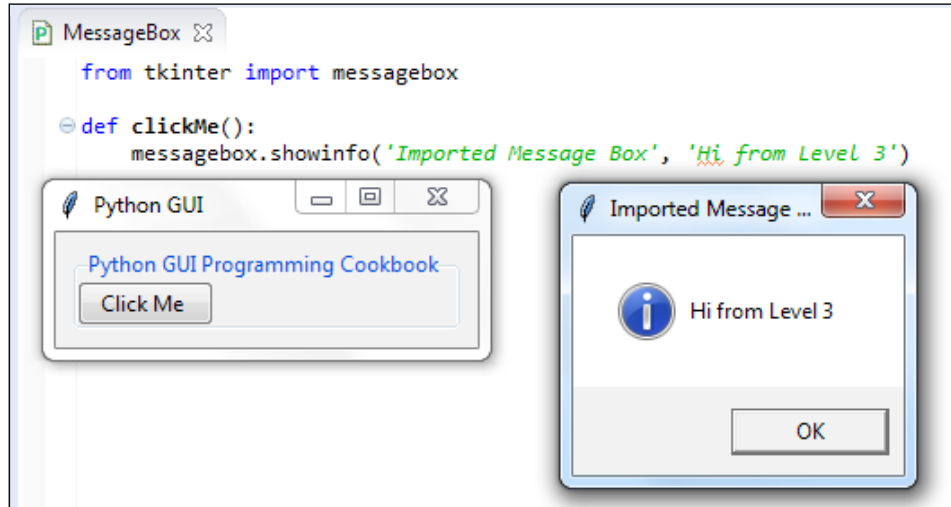 MessageBox
from tkinter import messagebox
def clickMe():
messagebox.showinfo('Imported Message Box', 'Hi from Level 3')
Python GUI
Python GUI Programming Cookbook
Click Me
Imported Message ...
Hi from Level 3
OK